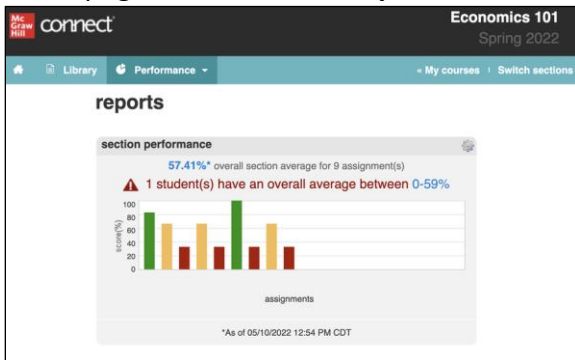 Mc Graw Hill connect
Economics 101
Spring 2022
Library Performance
« My courses Switch sections
reports
section performance
57.41%* overall section average for 9 assignment(s)
1 student(s) have an overall average between 0-59%
100
80
60
40
20
0
score(%)
assignments
*As of 05/10/2022 12:54 PM CDT